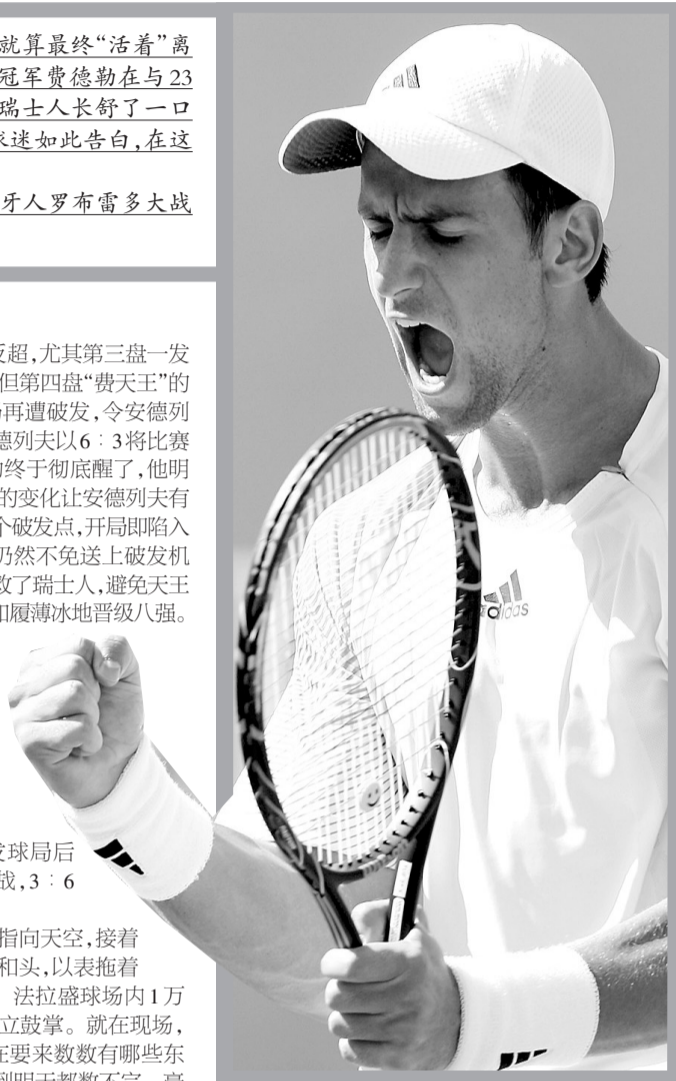 就算最终“活着”离
冠军费德勒在与23
瑞士人长舒了一口
球迷如此告白,在这
牙人罗布雷多大战
反超,尤其第三盘一发
但第四盘“费天王”的
再遭破发,令安德列
德列夫以6∶3将比赛
终于彻底醒了,他明
的变化让安德列夫有
个破发点,开局即陷入
仍然不免送上破发机
败了瑞士人,避免天王
如履薄冰地晋级八强。
发球局后
战,3∶6
指向天空,接着
和头,以表拖着
法拉盛球场内1万
立鼓掌。就在现场,
在要来数数有哪些东
adidas